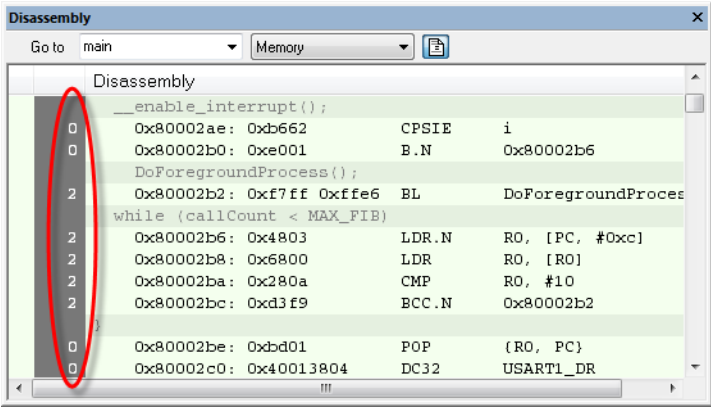 Disassembly
Go to main Memory
Disassembly
__enable_interrupt();
0 0x80002ae: 0xb662 CPSIE i
0 0x80002b0: 0xe001 B.N 0x80002b6
DoForegroundProcess();
2 0x80002b2: 0xf7ff 0xffe6 BL DoForegroundProces
while (callCount < MAX_FIB)
2 0x80002b6: 0x4803 LDR.N R0, [PC, #0xc]
2 0x80002b8: 0x6800 LDR R0, [R0]
2 0x80002ba: 0x280a CMP R0, #10
2 0x80002bc: 0xd3f9 BCC.N 0x80002b2
}
0 0x80002be: 0xbd01 POP {R0, PC}
0 0x80002c0: 0x40013804 DC32 USART1_DR